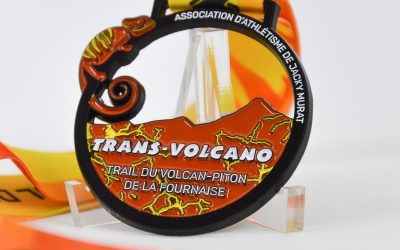 ASSOCIATION D'ATHLÉTISME DE JACKY MURAT
TRANS-VOLCANO
TRAIL DU VOLCAN-PITON
DE LA FOURNAISE